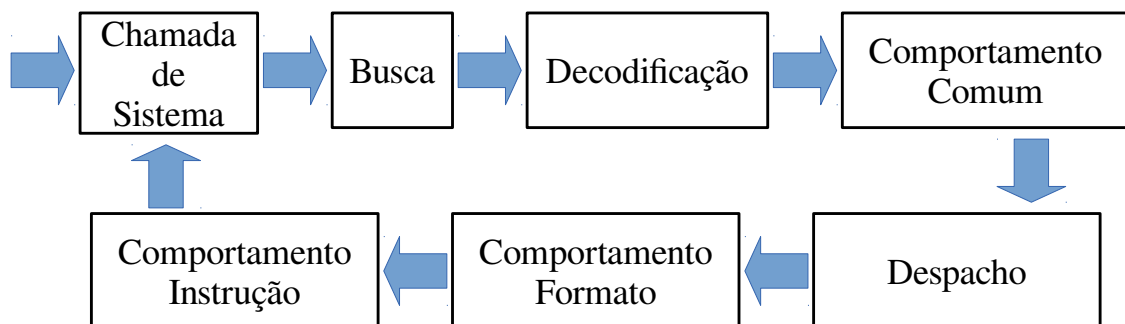 Chamada
de
Sistema
Busca
Decodificação
Comportamento
Comum
Despacho
Comportamento
Formato
Comportamento
Instrução